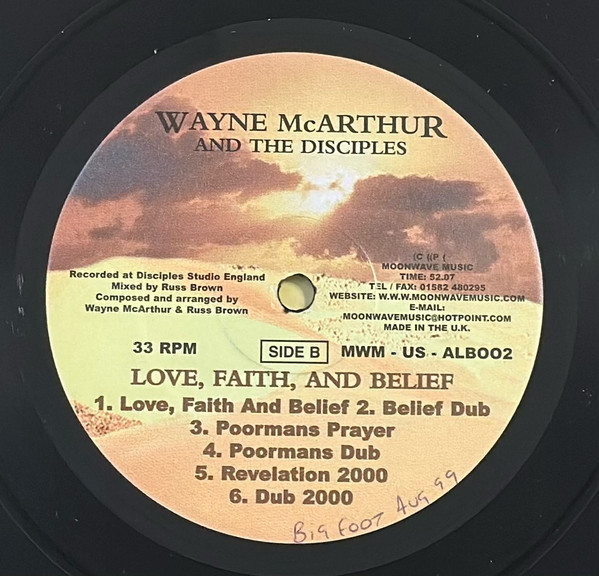 WAYNE McARTHUR
AND THE DISCIPLES
Recorded at Disciples Studio England
Mixed by Russ Brown
Composed and arranged by
Wayne McArthur & Russ Brown
(C ((P (
MOONWAVE MUSIC
TIME: 52.07
TEL / FAX: 01582 480295
WEBSITE: W.W.W.MOONWAVEMUSIC.COM
E-MAIL:
MOONWAVEMUSIC@HOTPOINT.COM
MADE IN THE U.K.
33 RPM
SIDE B
MWM - US - ALBOO2
LOVE, FAITH, AND BELIEF
1. Love, Faith And Belief 2. Belief Dub
3. Poormans Prayer
4. Poormans Dub
5. Revelation 2000
6. Dub 2000
BIG FOOT AUG 99